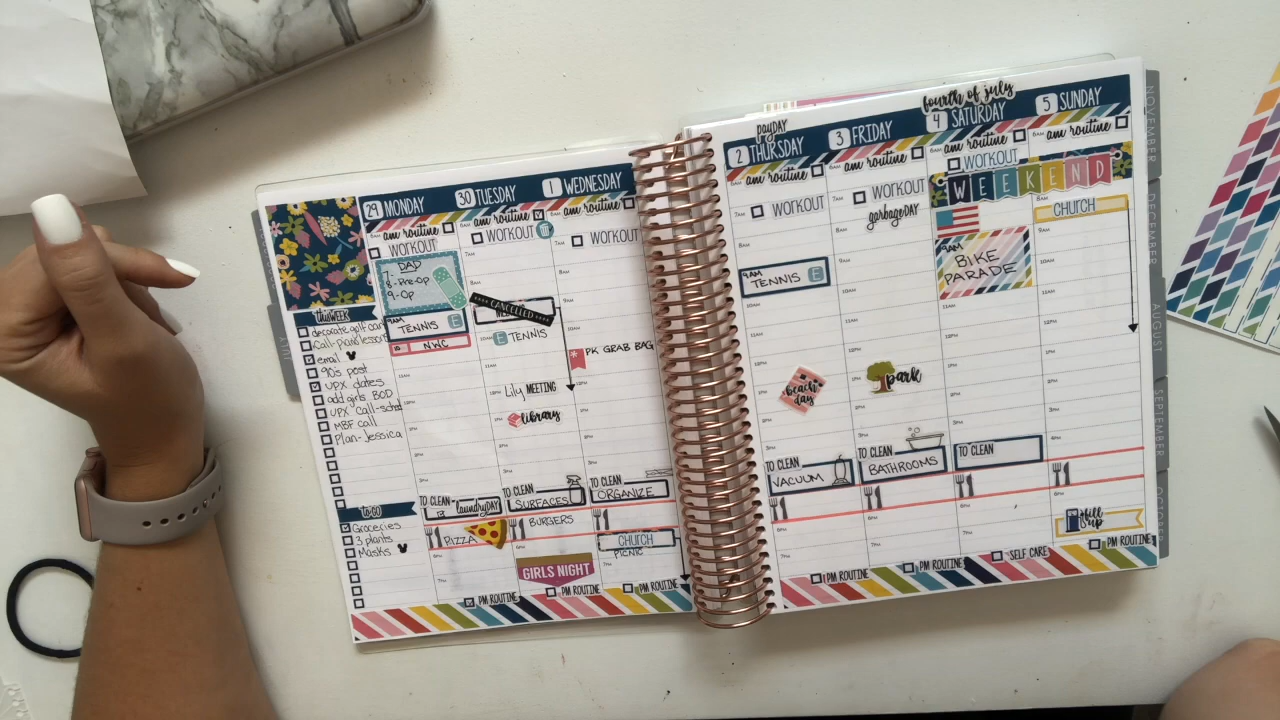 29 MONDAY
30 TUESDAY
1 WEDNESDAY
am routine
am routine
am routine
WORKOUT
WORKOUT
WORKOUT
DAD
7-Pre-Op
9-Op
9AM
TENNIS E
NWC
CANCELLED
E TENNIS
PK GRAB BAG
Lily MEETING
library
this WEEK
decorate golf cart
email
90's post
UPX dates
add girls BOD
UPX call-sched
MBF call
Plan-Jessica
to GO
Groceries
3 plants
Masks
TO CLEAN
laundry DAY
TO CLEAN
SURFACES
TO CLEAN
ORGANIZE
PIZZA
BURGERS
CHURCH
PICNIC
GIRLS NIGHT
PM ROUTINE
PM ROUTINE
PM ROUTINE
payDAY
fourth of july
2 THURSDAY
3 FRIDAY
4 SATURDAY
5 SUNDAY
am routine
am routine
am routine
am routine
WORKOUT
WORKOUT
WORKOUT
garbage DAY
WEEKEND
CHURCH
9AM
TENNIS E
9AM
BIKE
PARADE
beach
day
park
TO CLEAN
VACUUM
TO CLEAN
BATHROOMS
TO CLEAN
fill
up
PM ROUTINE
PM ROUTINE
SELF CARE
PM ROUTINE
NOVEMBER
DECEMBER
AUGUST
SEPTEMBER
OCTOBER
JULY